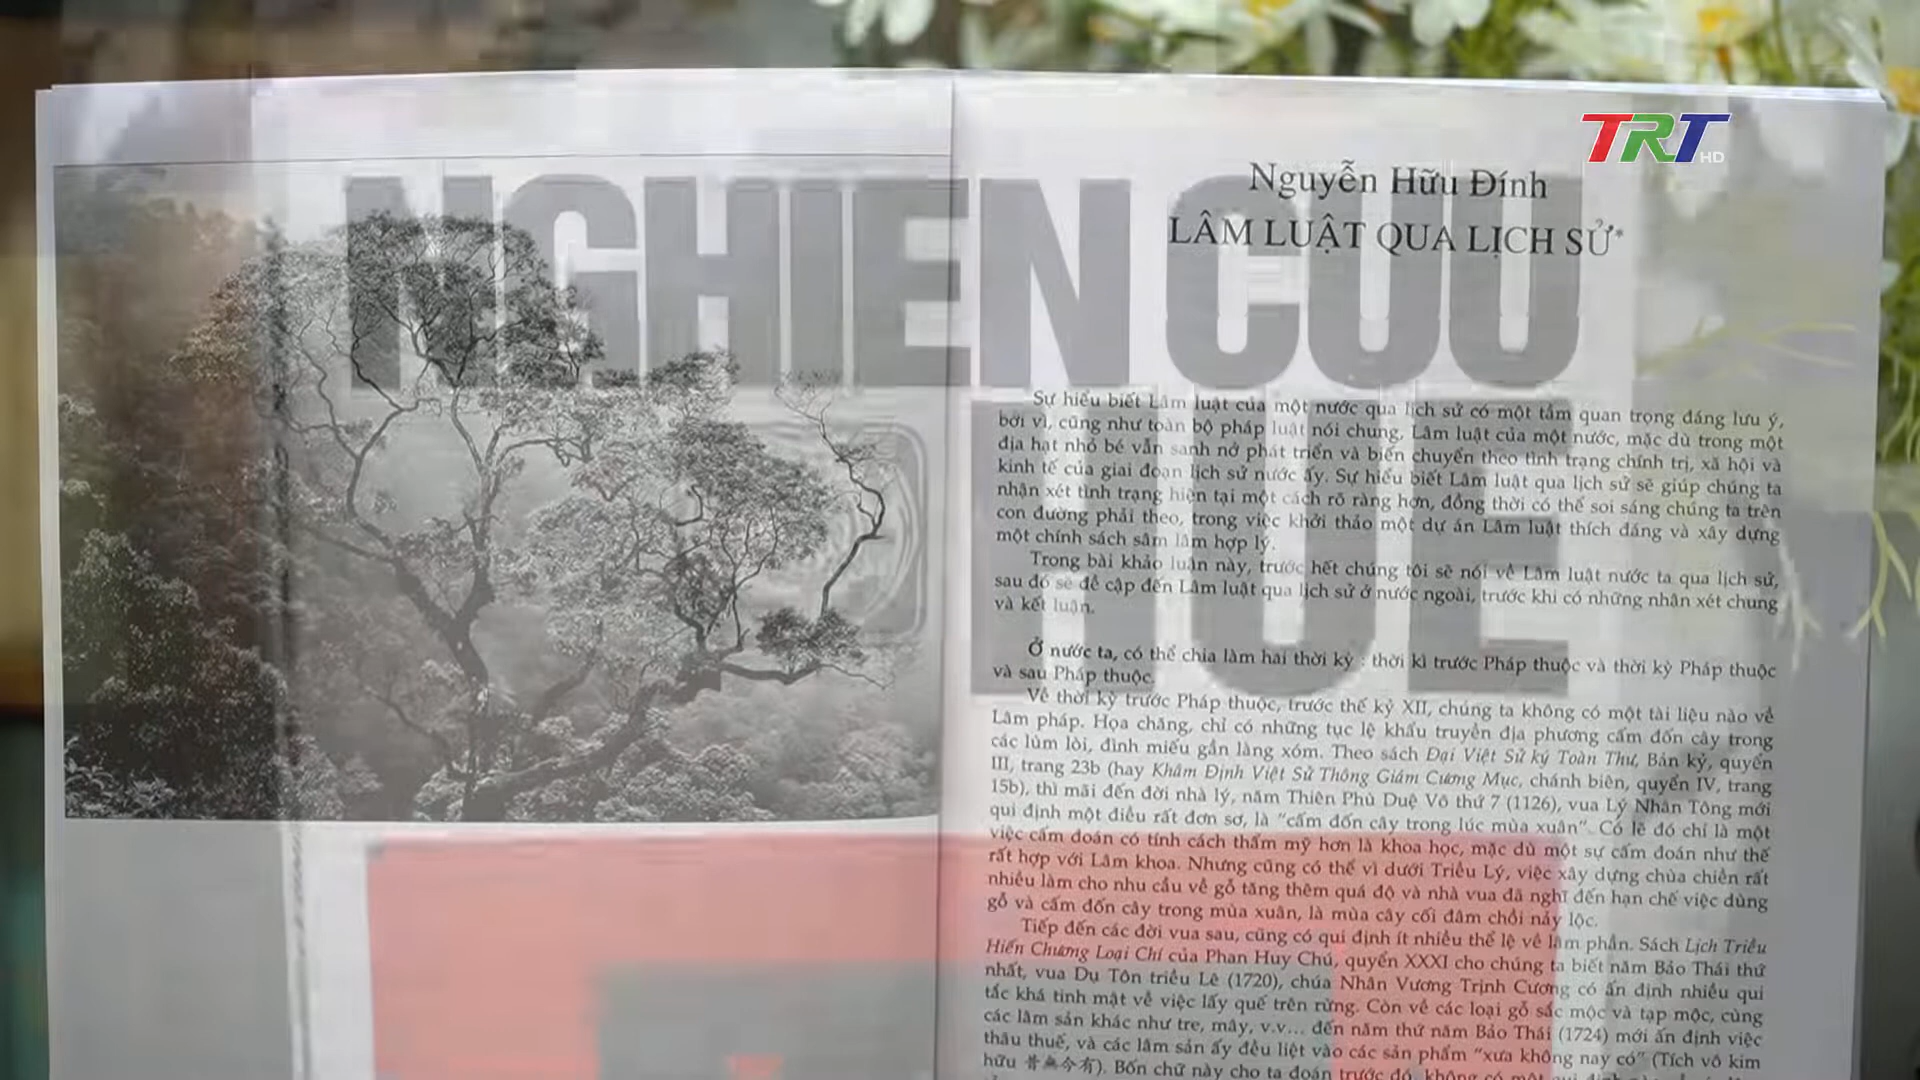 TRT HD
NGHIEN CUU
HUE
Nguyễn Hữu Đính
LÂM LUẬT QUA LỊCH SỬ*
Sự hiểu biết Lâm luật của một nước qua lịch sử có một tầm quan trọng đáng lưu ý,
bởi vì, cũng như toàn bộ pháp luật nói chung, Lâm luật của một nước, mặc dù trong một
địa hạt nhỏ bé vẫn sanh nở phát triển và biến chuyển theo tình trạng chính trị, xã hội và
kinh tế của giai đoạn lịch sử nước ấy. Sự hiểu biết Lâm luật qua lịch sử sẽ giúp chúng ta
nhận xét tình trạng hiện tại một cách rõ ràng hơn, đồng thời có thể soi sáng chúng ta trên
con đường phải theo, trong việc khởi thảo một dự án Lâm luật thích đáng và xây dựng
một chính sách sâm lâm hợp lý.
Trong bài khảo luận này, trước hết chúng tôi sẽ nói về Lâm luật nước ta qua lịch sử,
sau đó sẽ đề cập đến Lâm luật qua lịch sử ở nước ngoài, trước khi có những nhận xét chung
và kết luận.
Ở nước ta, có thể chia làm hai thời kỳ : thời kì trước Pháp thuộc và thời kỳ Pháp thuộc
và sau Pháp thuộc.
Về thời kỳ trước Pháp thuộc, trước thế kỷ XII, chúng ta không có một tài liệu nào về
Lâm pháp. Họa chăng, chỉ có những tục lệ khẩu truyền địa phương cấm đốn cây trong
các lùm lòi, đình miếu gần làng xóm. Theo sách Đại Việt Sử ký Toàn Thư, Bản kỷ, quyển
III, trang 23b (hay Khâm Định Việt Sử Thông Giám Cương Mục, chánh biên, quyển IV, trang
15b), thì mãi đến đời nhà lý, năm Thiên Phù Duệ Võ thứ 7 (1126), vua Lý Nhân Tông mới
qui định một điều rất đơn sơ, là “cấm đốn cây trong lúc mùa xuân”. Có lẽ đó chỉ là một
việc cấm đoán có tính cách thẩm mỹ hơn là khoa học, mặc dù một sự cấm đoán như thế
rất hợp với Lâm khoa. Nhưng cũng có thể vì dưới Triều Lý, việc xây dựng chùa chiền rất
nhiều làm cho nhu cầu về gỗ tăng thêm quá độ và nhà vua đã nghĩ đến hạn chế việc dùng
gỗ và cấm đốn cây trong mùa xuân, là mùa cây cối đâm chồi nảy lộc.
Tiếp đến các đời vua sau, cũng có qui định ít nhiều thể lệ về lâm phần. Sách Lịch Triều
Hiến Chương Loại Chí của Phan Huy Chú, quyển XXXI cho chúng ta biết năm Bảo Thái thứ
nhất, vua Dụ Tôn triều Lê (1720), chúa Nhân Vương Trịnh Cương có ấn định nhiều qui
tắc khá tinh mật về việc lấy quế trên rừng. Còn về các loại gỗ sắc mộc và tạp mộc, cùng
các lâm sản khác như tre, mây, v.v... đến năm thứ năm Bảo Thái (1724) mới ấn định việc
thâu thuế, và các lâm sản ấy đều liệt vào các sản phẩm “xưa không nay có” (Tích vô kim
hữu 昔無今有). Bốn chữ này cho ta đoán trước đó, không có một